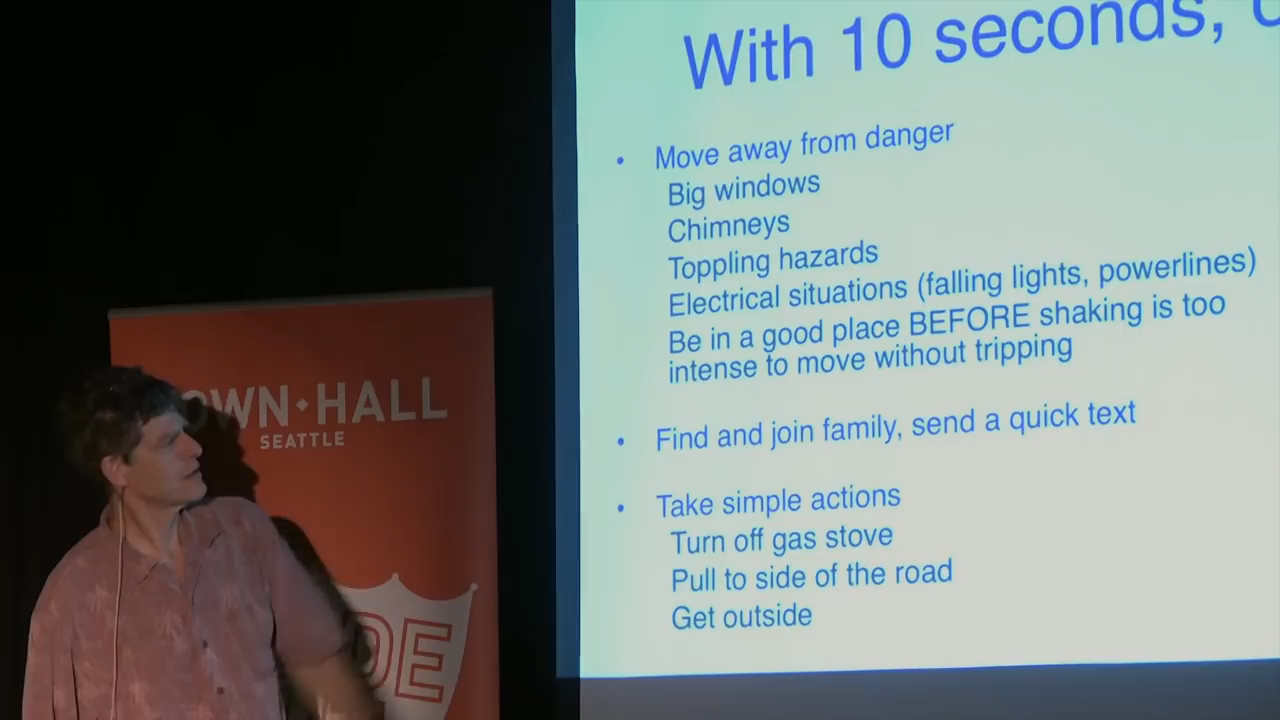 With 10 seconds,
• Move away from danger
Big windows
Chimneys
Toppling hazards
Electrical situations (falling lights, powerlines)
Be in a good place BEFORE shaking is too
intense to move without tripping
• Find and join family, send a quick text
• Take simple actions
Turn off gas stove
Pull to side of the road
Get outside
OWN HALL
SEATTLE
DE